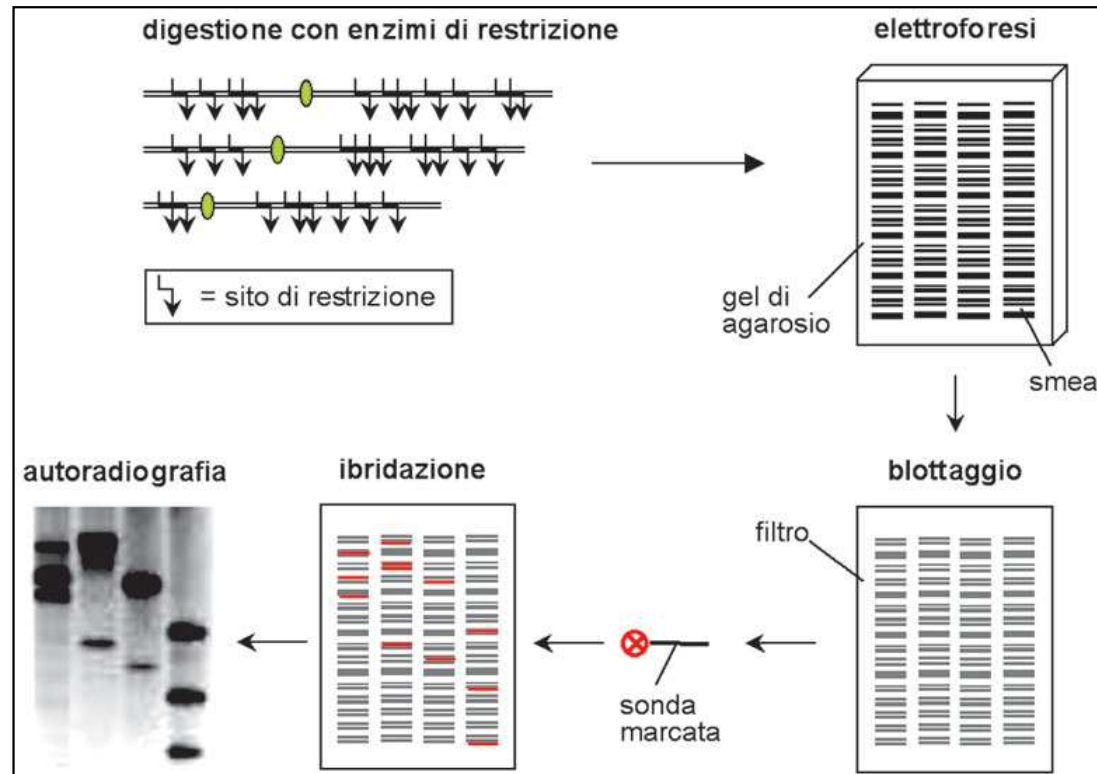 digestione con enzimi di restrizione
elettroforesi
= sito di restrizione
gel di
agarosio
smea
autoradiografia
ibridazione
blottaggio
filtro
sonda
marcata